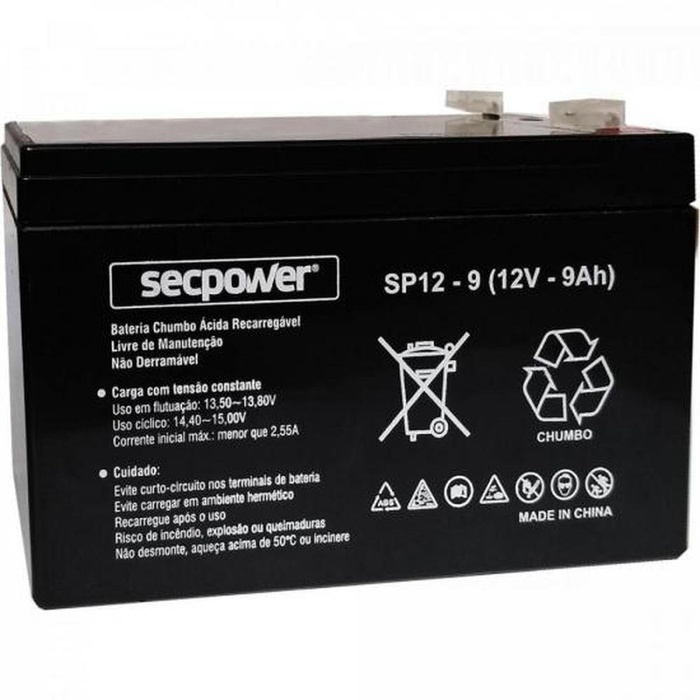 secpower®
SP12 - 9 (12V - 9Ah)
Bateria Chumbo Ácida Recarregável
Livre de Manutenção
Não Derramável
• Carga com tensão constante
Uso em flutuação: 13,50~13,80V
Uso cíclico: 14,40~15,00V
Corrente inicial máx.: menor que 2,55A
• Cuidado:
Evite curto-circuito nos terminais de bateria
Evite carregar em ambiente hermético
Recarregue após o uso
Risco de incêndio, explosão ou queimaduras
Não desmonte, aqueça acima de 50°C ou incinere
CHUMBO
ABS
MADE IN CHINA